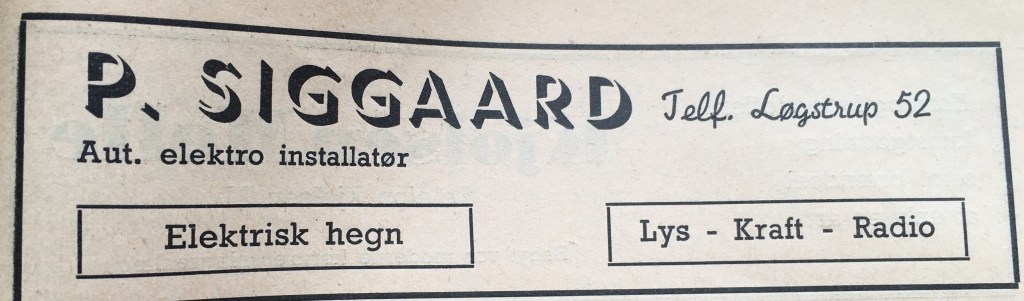 P. SIGGAARD Telf. Løgstrup 52
Aut. elektro installatør
Elektrisk hegn
Lys - Kraft - Radio